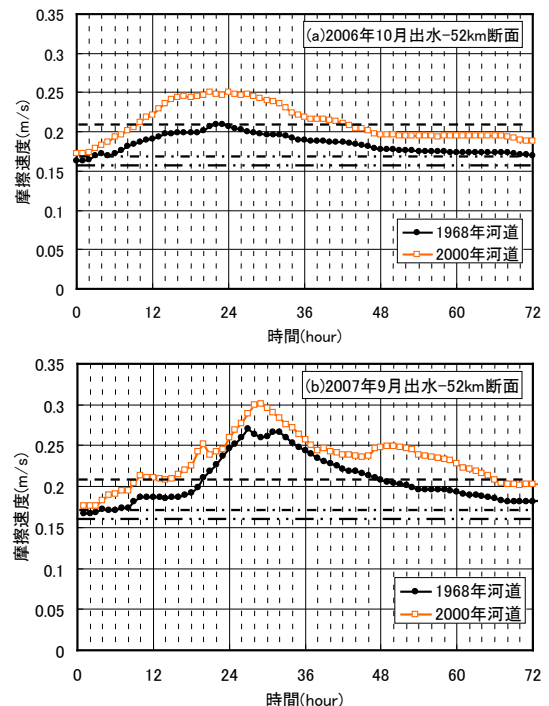 (a)2006年10月出水-52km断面
摩擦速度(m/s)
0.35
0.3
0.25
0.2
0.15
0.1
0.05
0
1968年河道
2000年河道
0 12 24 36 48 60 72
時間(hour)
(b)2007年9月出水-52km断面
摩擦速度(m/s)
0.35
0.3
0.25
0.2
0.15
0.1
0.05
0
1968年河道
2000年河道
0 12 24 36 48 60 72
時間(hour)